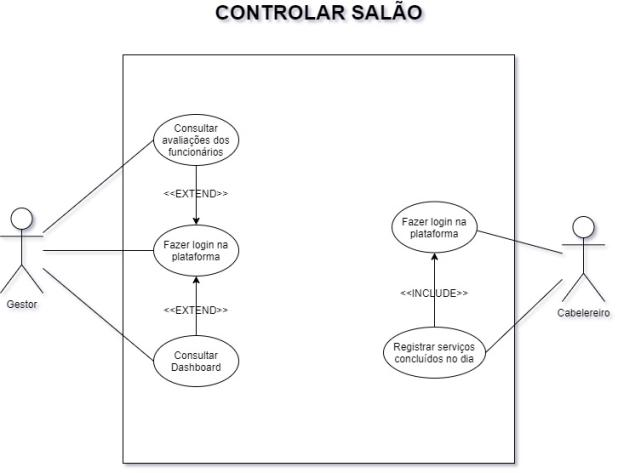 CONTROLAR SALÃO
Consultar
avaliações dos
funcionários
<<EXTEND>>
Fazer login na
plataforma
<<EXTEND>>
Consultar
Dashboard
Gestor
Fazer login na
plataforma
<<INCLUDE>>
Registrar serviços
concluídos no dia
Cabelereiro